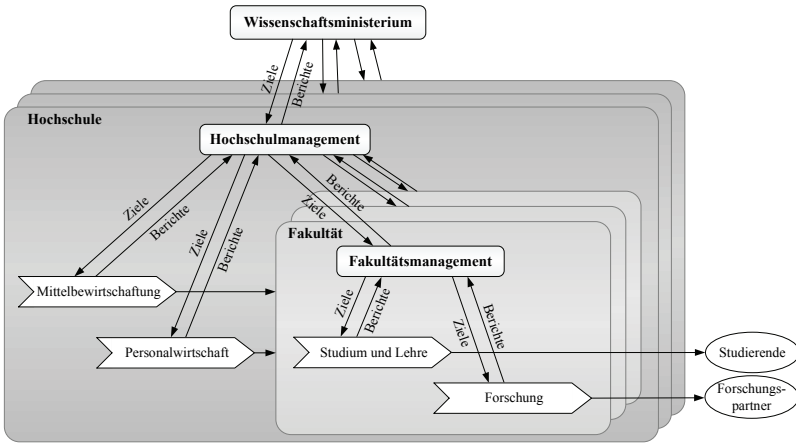 Wissenschaftsministerium
Ziele
Berichte
Hochschule
Hochschulmanagement
Ziele
Berichte
Ziele
Berichte
Berichte
Ziele
Fakultät
Fakultätsmanagement
Mittelbewirtschaftung
Ziele
Berichte
Ziele
Berichte
Personalwirtschaft
Studium und Lehre
Studierende
Forschung
Forschungs-
partner